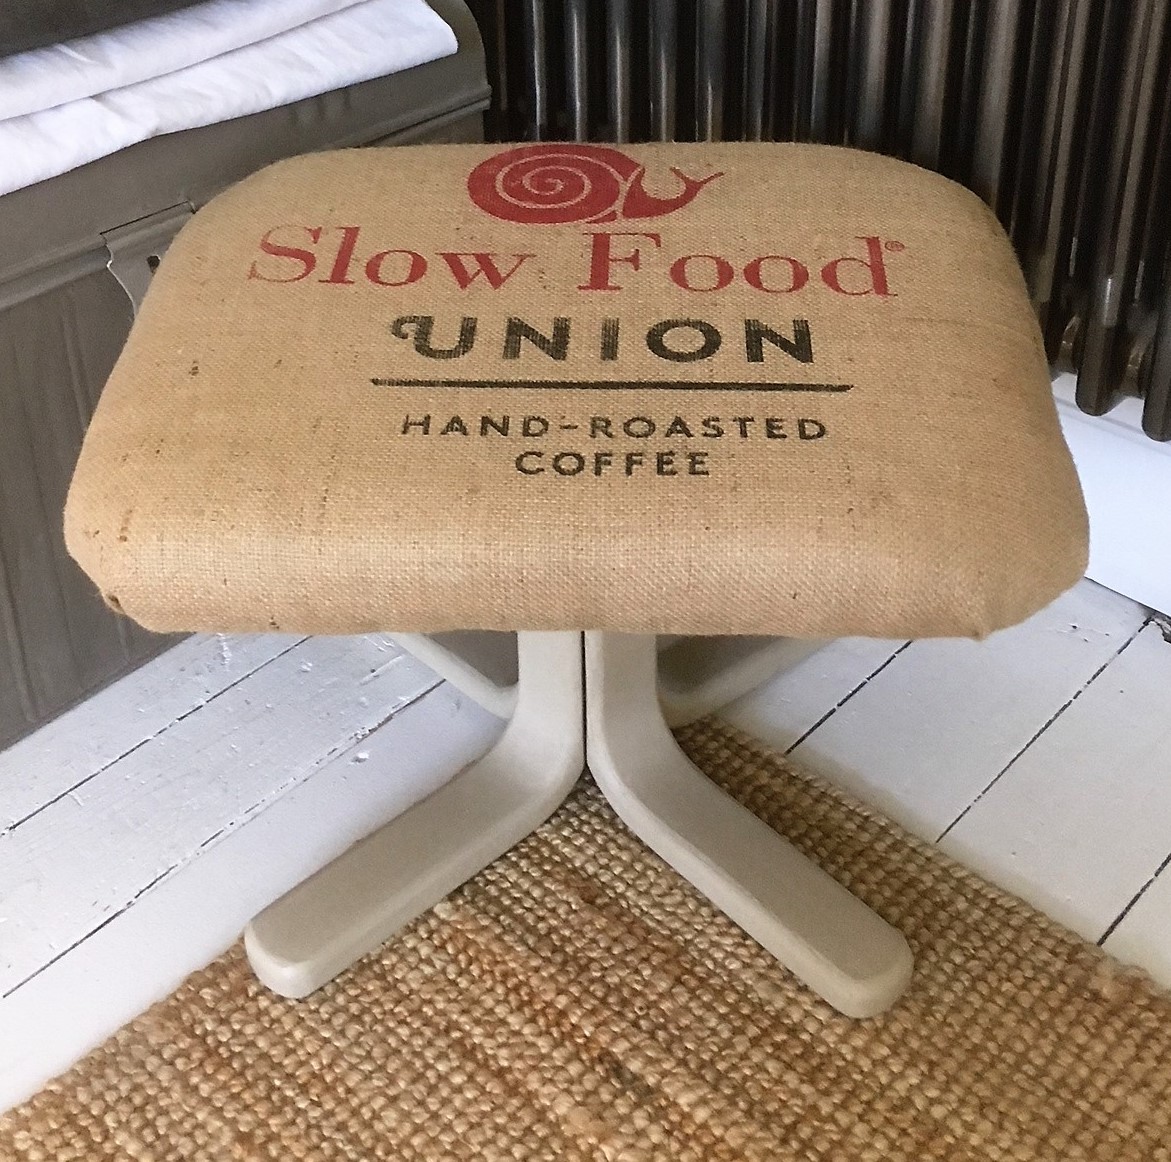 Slow Food®
UNION
HAND-ROASTED
COFFEE